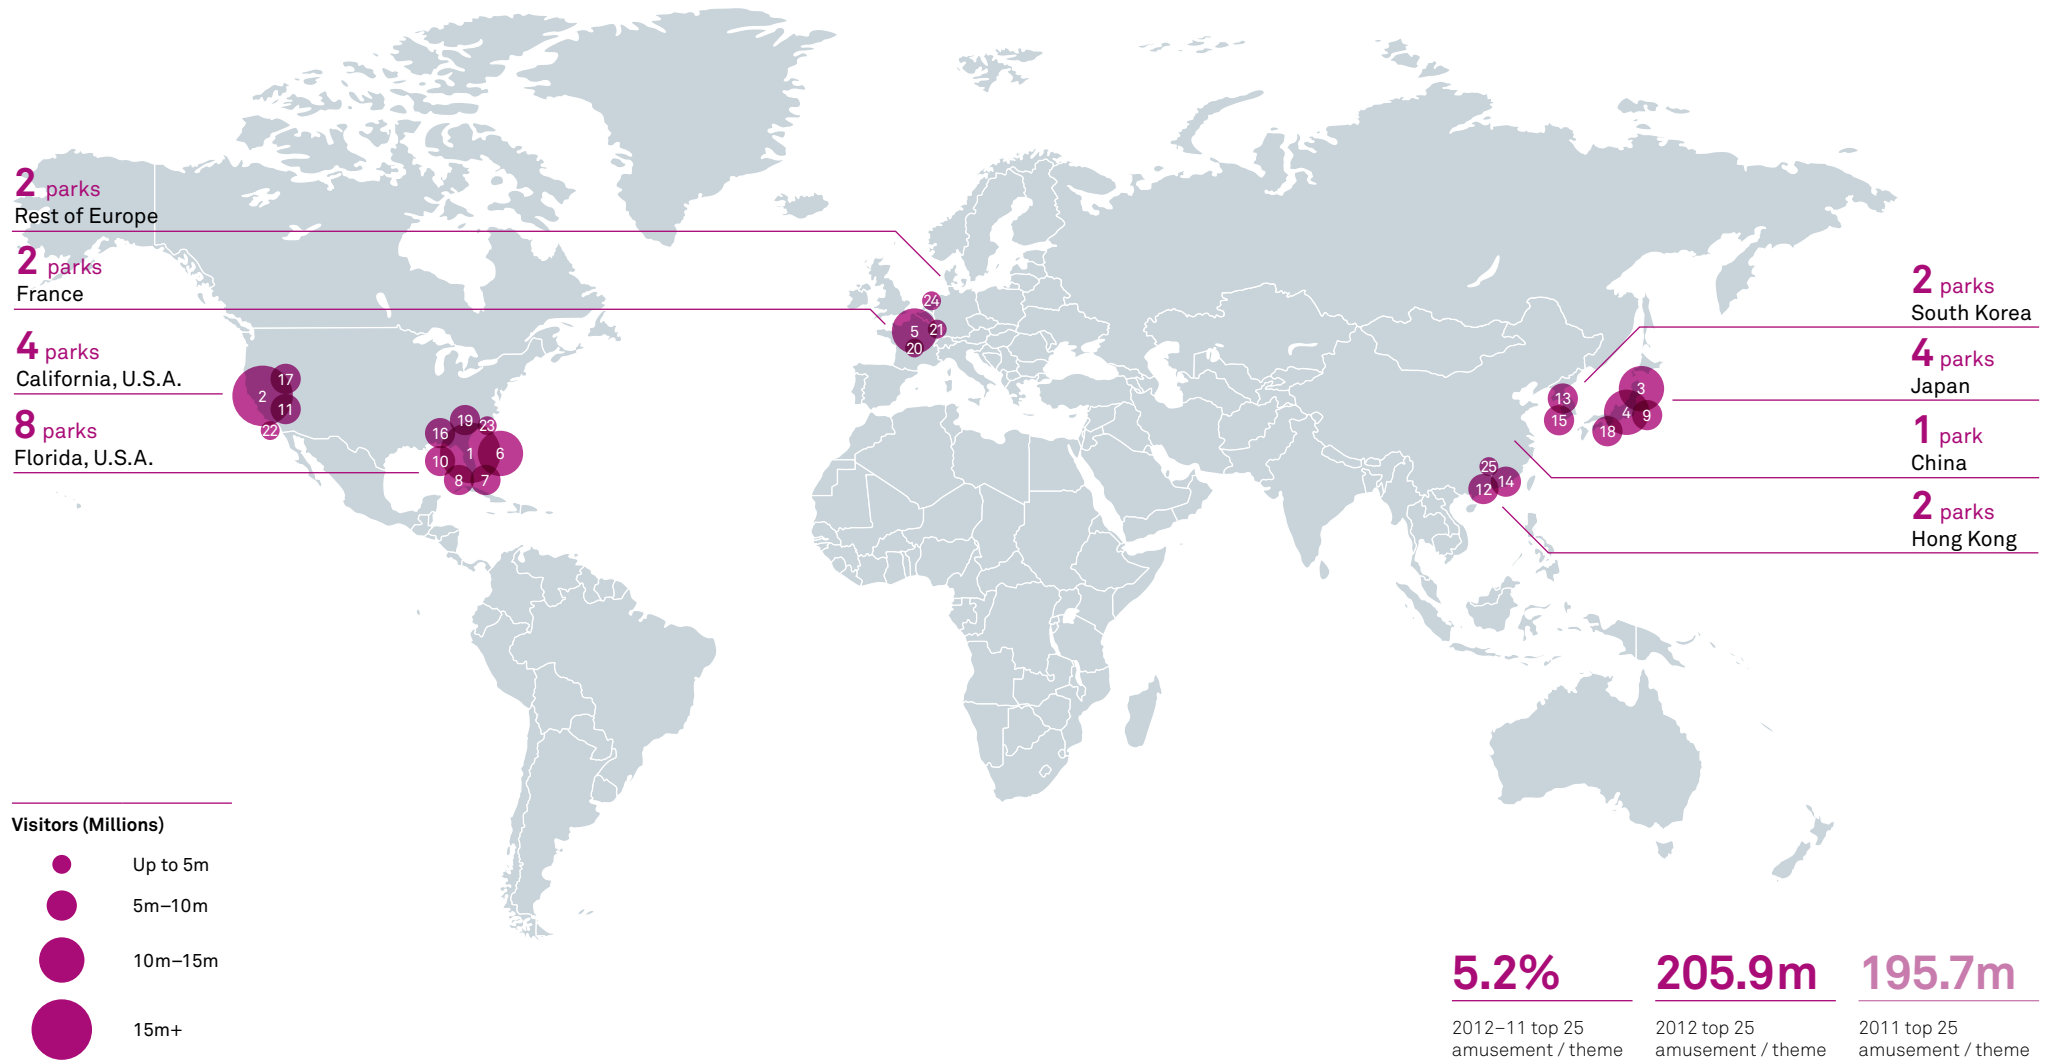 2 parks
Rest of Europe
2 parks
France
4 parks
California, U.S.A.
8 parks
Florida, U.S.A.
2 parks
South Korea
4 parks
Japan
1 park
China
2 parks
Hong Kong
24
5
21
20
17
2
11
22
19
23
16
1
6
10
8
7
13
15
3
4
9
18
25
14
12
Visitors (Millions)
Up to 5m
5m–10m
10m–15m
15m+
5.2%
2012–11 top 25
amusement / theme
205.9m
2012 top 25
amusement / theme
195.7m
2011 top 25
amusement / theme